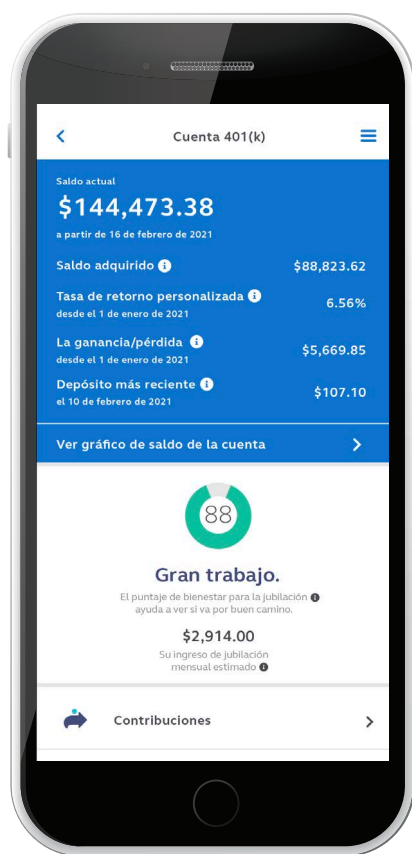 Cuenta 401(k)
Saldo actual
$144,473.38
a partir de 16 de febrero de 2021
Saldo adquirido
$88,823.62
Tasa de retorno personalizada
desde el 1 de enero de 2021
6.56%
La ganancia/pérdida
desde el 1 de enero de 2021
$5,669.85
Depósito más reciente
el 10 de febrero de 2021
$107.10
Ver gráfico de saldo de la cuenta
88
Gran trabajo.
El puntaje de bienestar para la jubilación
ayuda a ver si va por buen camino.
$2,914.00
Su ingreso de jubilación
mensual estimado
Contribuciones